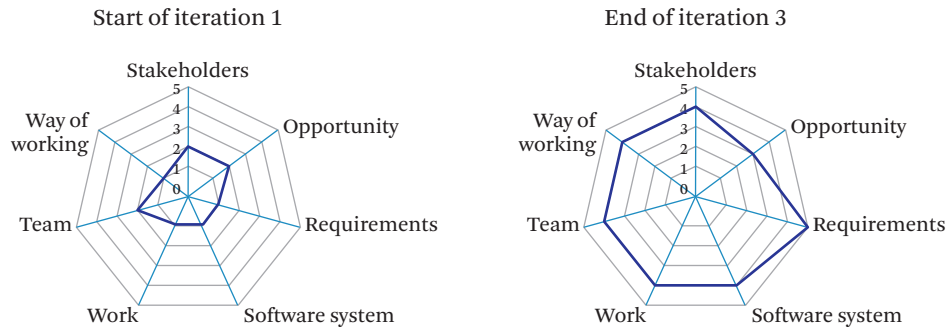 Start of iteration 1
Stakeholders
5
4
3
2
1
0
Opportunity
Requirements
Software system
Work
Team
Way of
working
End of iteration 3
Stakeholders
5
4
3
2
1
0
Opportunity
Requirements
Software system
Work
Team
Way of
working